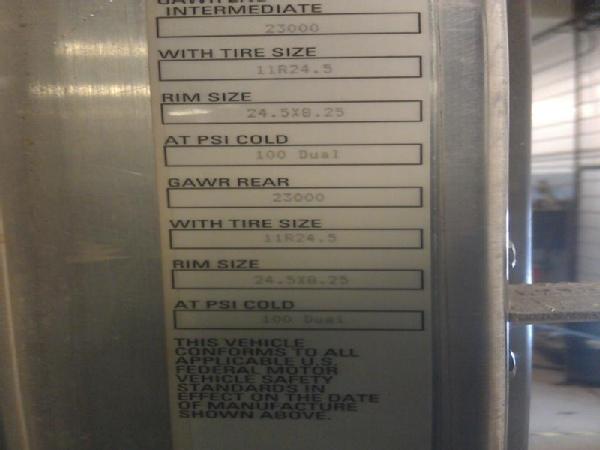 INTERMEDIATE
23000
WITH TIRE SIZE
11R24.5
RIM SIZE
24.5X8.25
AT PSI COLD
100 Dual
GAWR REAR
23000
WITH TIRE SIZE
11R24.5
RIM SIZE
24.5X8.25
AT PSI COLD
100 Dual
THIS VEHICLE
CONFORMS TO ALL
APPLICABLE U.S.
FEDERAL MOTOR
VEHICLE SAFETY
STANDARDS IN
EFFECT ON THE DATE
OF MANUFACTURE
SHOWN ABOVE.